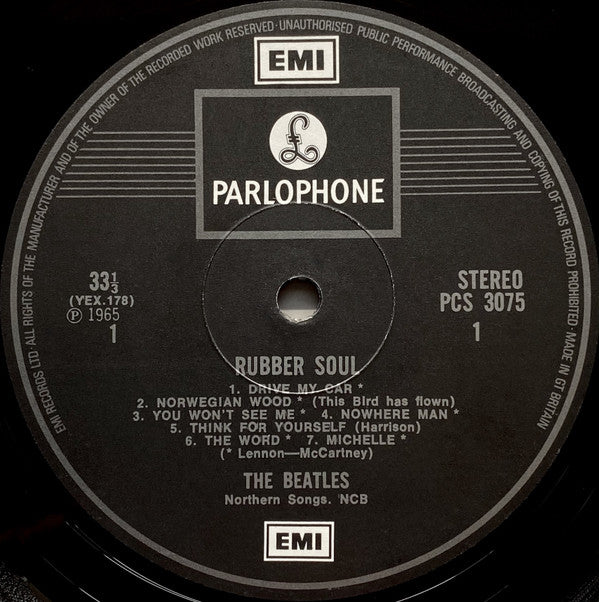 EMI RECORDS LTD · ALL RIGHTS OF THE MANUFACTURER AND OF THE OWNER OF THE RECORDED WORK RESERVED · UNAUTHORISED PUBLIC PERFORMANCE BROADCASTING AND COPYING OF THIS RECORD PROHIBITED · MADE IN GT BRITAIN
EMI
£
PARLOPHONE
33⅓
(YEX.178)
Ⓟ 1965
1
STEREO
PCS 3075
1
RUBBER SOUL
1. DRIVE MY CAR *
2. NORWEGIAN WOOD * (This Bird has flown)
3. YOU WON'T SEE ME * 4. NOWHERE MAN *
5. THINK FOR YOURSELF (Harrison)
6. THE WORD * 7. MICHELLE *
(* Lennon—McCartney)
THE BEATLES
Northern Songs. NCB
EMI